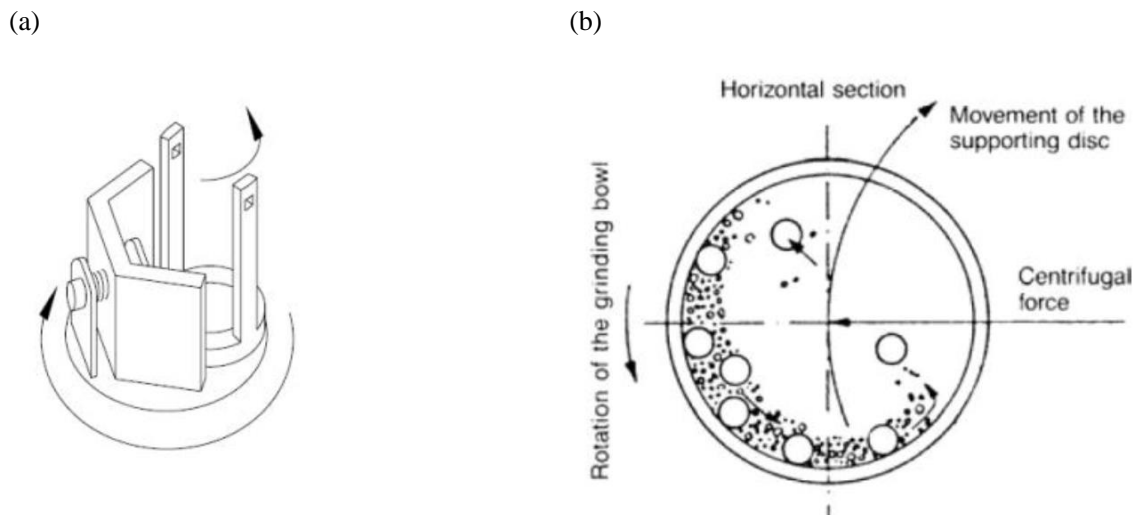 (a)
(b)
Horizontal section
Movement of the
supporting disc
Rotation of the grinding bowl
Centrifugal
force